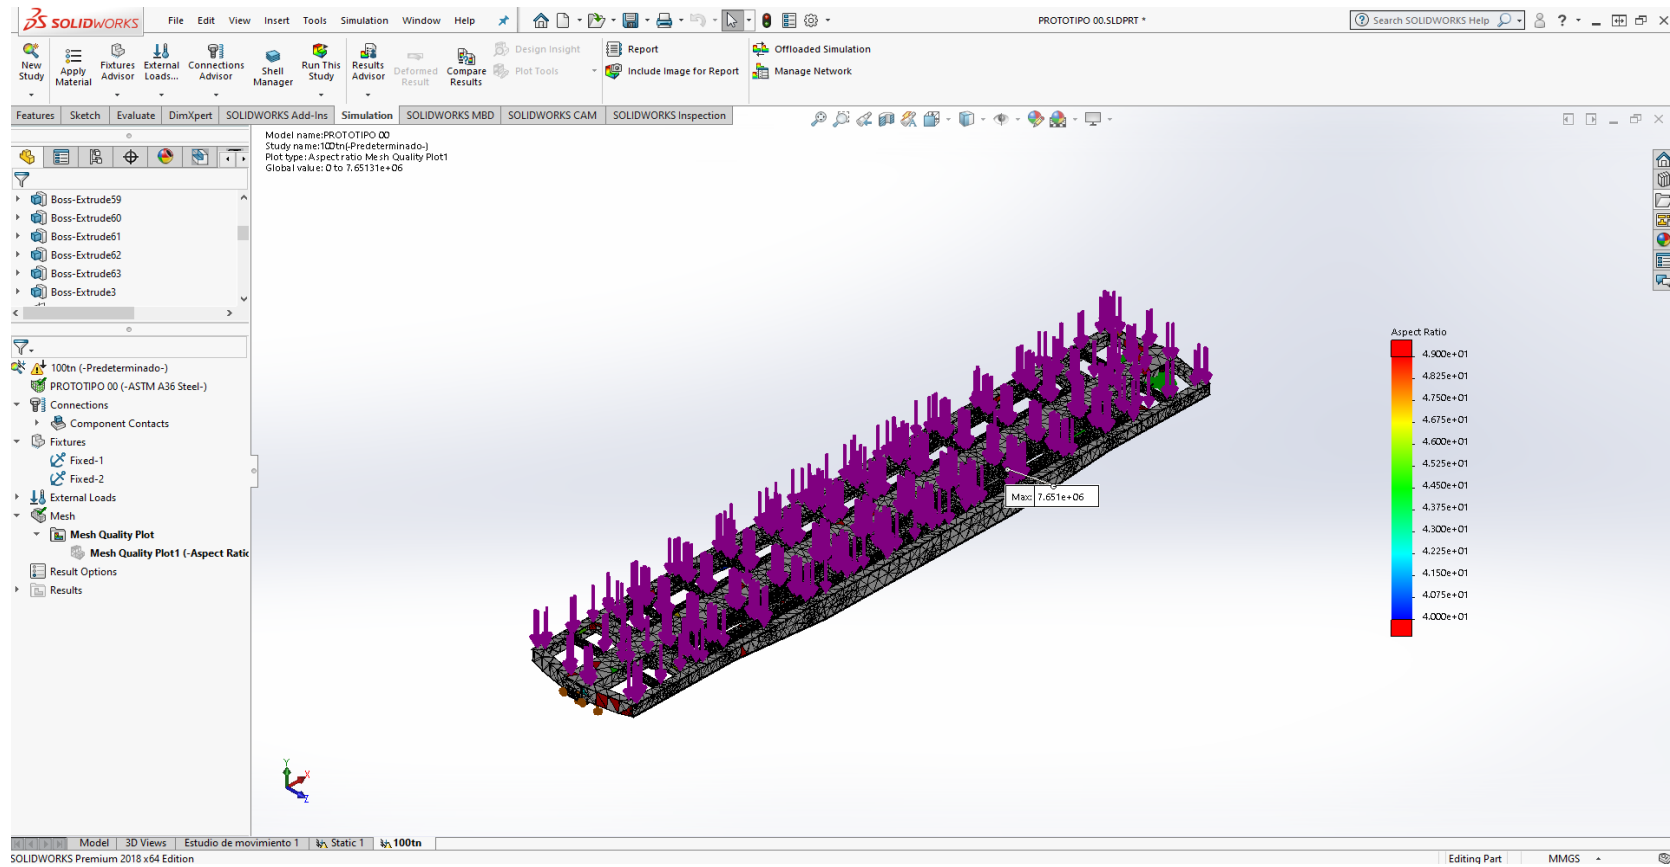 SOLIDWORKS File Edit View Insert Tools Simulation Window Help PROTOTIPO 00.SLDPRT * Search SOLIDWORKS Help
New Study
Apply Material
Fixtures Advisor
External Loads...
Connections Advisor
Shell Manager
Run This Study
Results Advisor
Deformed Result
Compare Results
Design Insight
Plot Tools
Report
Include Image for Report
Offloaded Simulation
Manage Network
Features Sketch Evaluate DimXpert SOLIDWORKS Add-Ins Simulation SOLIDWORKS MBD SOLIDWORKS CAM SOLIDWORKS Inspection
Model name:PROTOTIPO 00
Study name:100tn(-Predeterminado-)
Plot type: Aspect ratio Mesh Quality Plot1
Global value: 0 to 7.65131e+06
Boss-Extrude59
Boss-Extrude60
Boss-Extrude61
Boss-Extrude62
Boss-Extrude63
Boss-Extrude3
100tn (-Predeterminado-)
PROTOTIPO 00 (-ASTM A36 Steel-)
Connections
Component Contacts
Fixtures
Fixed-1
Fixed-2
External Loads
Mesh
Mesh Quality Plot
Mesh Quality Plot1 (-Aspect Ratic
Result Options
Results
Max: 7.651e+06
Aspect Ratio
4.900e+01
4.825e+01
4.750e+01
4.675e+01
4.600e+01
4.525e+01
4.450e+01
4.375e+01
4.300e+01
4.225e+01
4.150e+01
4.075e+01
4.000e+01
Y
X
Z
Model 3D Views Estudio de movimiento 1 Static 1 100tn
SOLIDWORKS Premium 2018 x64 Edition Editing Part MMGS